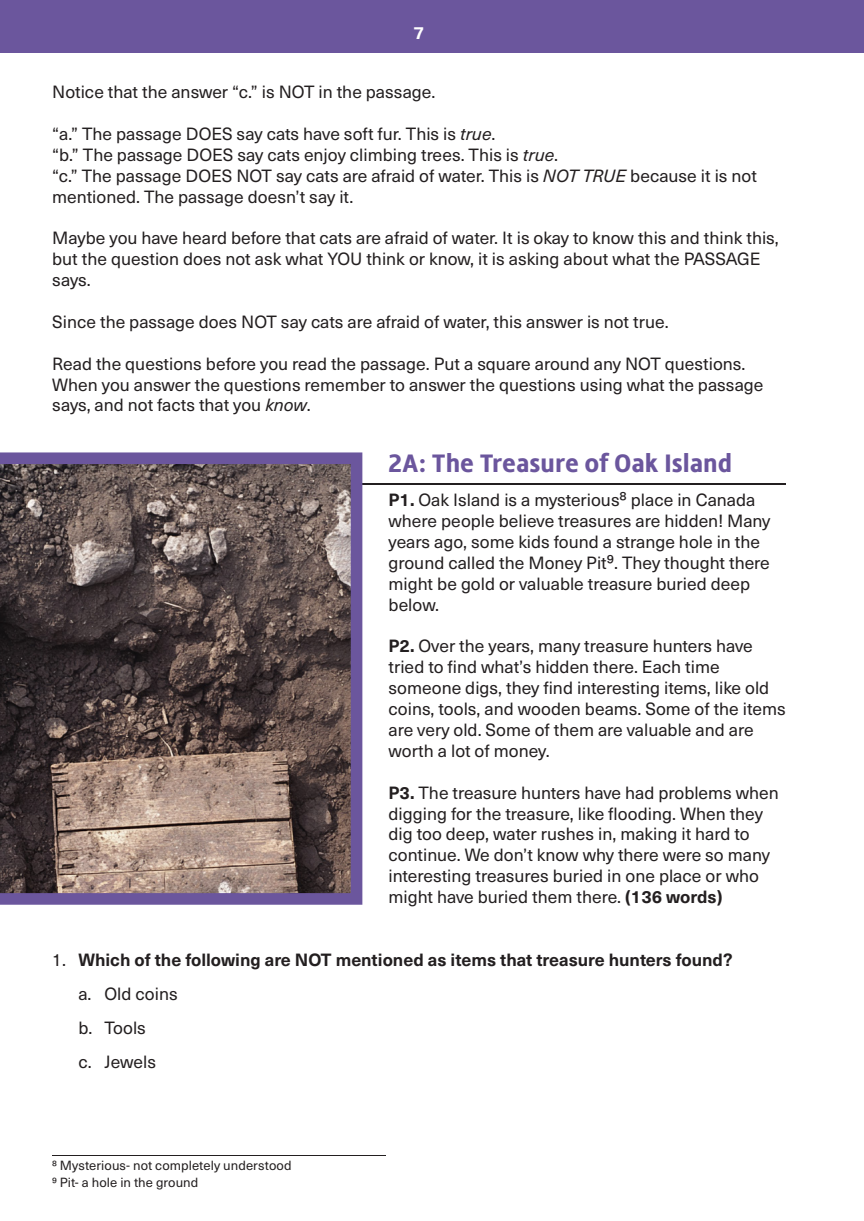 7
Notice that the answer “c.” is NOT in the passage.
“a.” The passage DOES say cats have soft fur. This is true.
“b.” The passage DOES say cats enjoy climbing trees. This is true.
“c.” The passage DOES NOT say cats are afraid of water. This is NOT TRUE because it is not
mentioned. The passage doesn’t say it.
Maybe you have heard before that cats are afraid of water. It is okay to know this and think this,
but the question does not ask what YOU think or know, it is asking about what the PASSAGE
says.
Since the passage does NOT say cats are afraid of water, this answer is not true.
Read the questions before you read the passage. Put a square around any NOT questions.
When you answer the questions remember to answer the questions using what the passage
says, and not facts that you know.
2A: The Treasure of Oak Island
P1. Oak Island is a mysterious⁸ place in Canada
where people believe treasures are hidden! Many
years ago, some kids found a strange hole in the
ground called the Money Pit⁹. They thought there
might be gold or valuable treasure buried deep
below.
P2. Over the years, many treasure hunters have
tried to find what’s hidden there. Each time
someone digs, they find interesting items, like old
coins, tools, and wooden beams. Some of the items
are very old. Some of them are valuable and are
worth a lot of money.
P3. The treasure hunters have had problems when
digging for the treasure, like flooding. When they
dig too deep, water rushes in, making it hard to
continue. We don’t know why there were so many
interesting treasures buried in one place or who
might have buried them there. (136 words)
1. Which of the following are NOT mentioned as items that treasure hunters found?
a. Old coins
b. Tools
c. Jewels
⁸ Mysterious- not completely understood
⁹ Pit- a hole in the ground